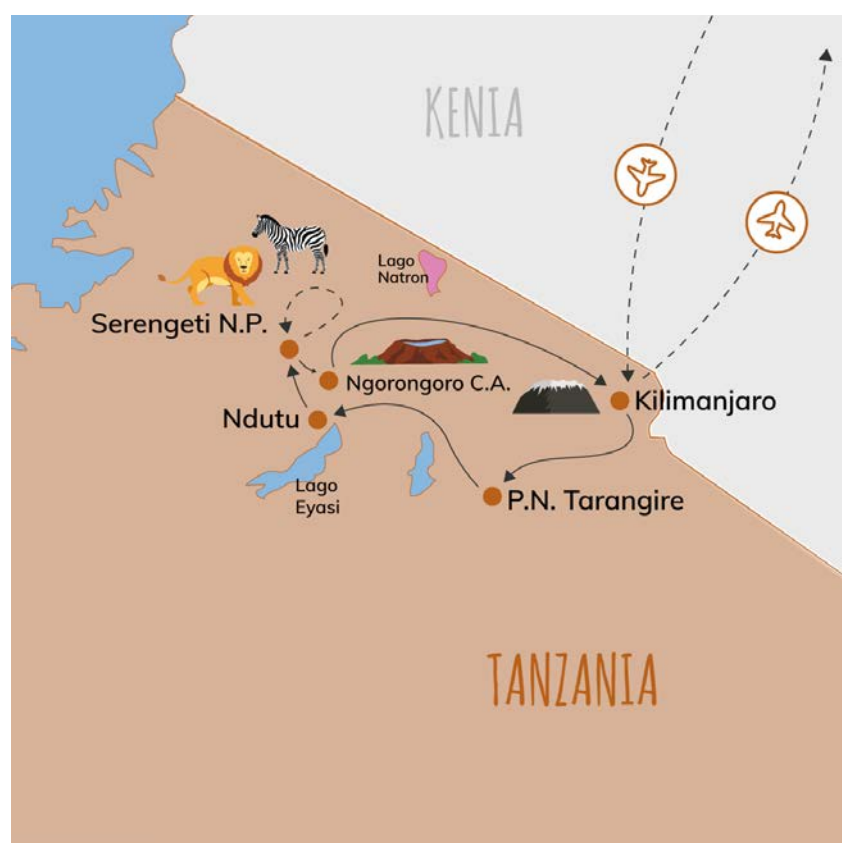 KENIA
Lago
Natron
Serengeti N.P.
Ngorongoro C.A.
Kilimanjaro
Ndutu
Lago
Eyasi
P.N. Tarangire
TANZANIA